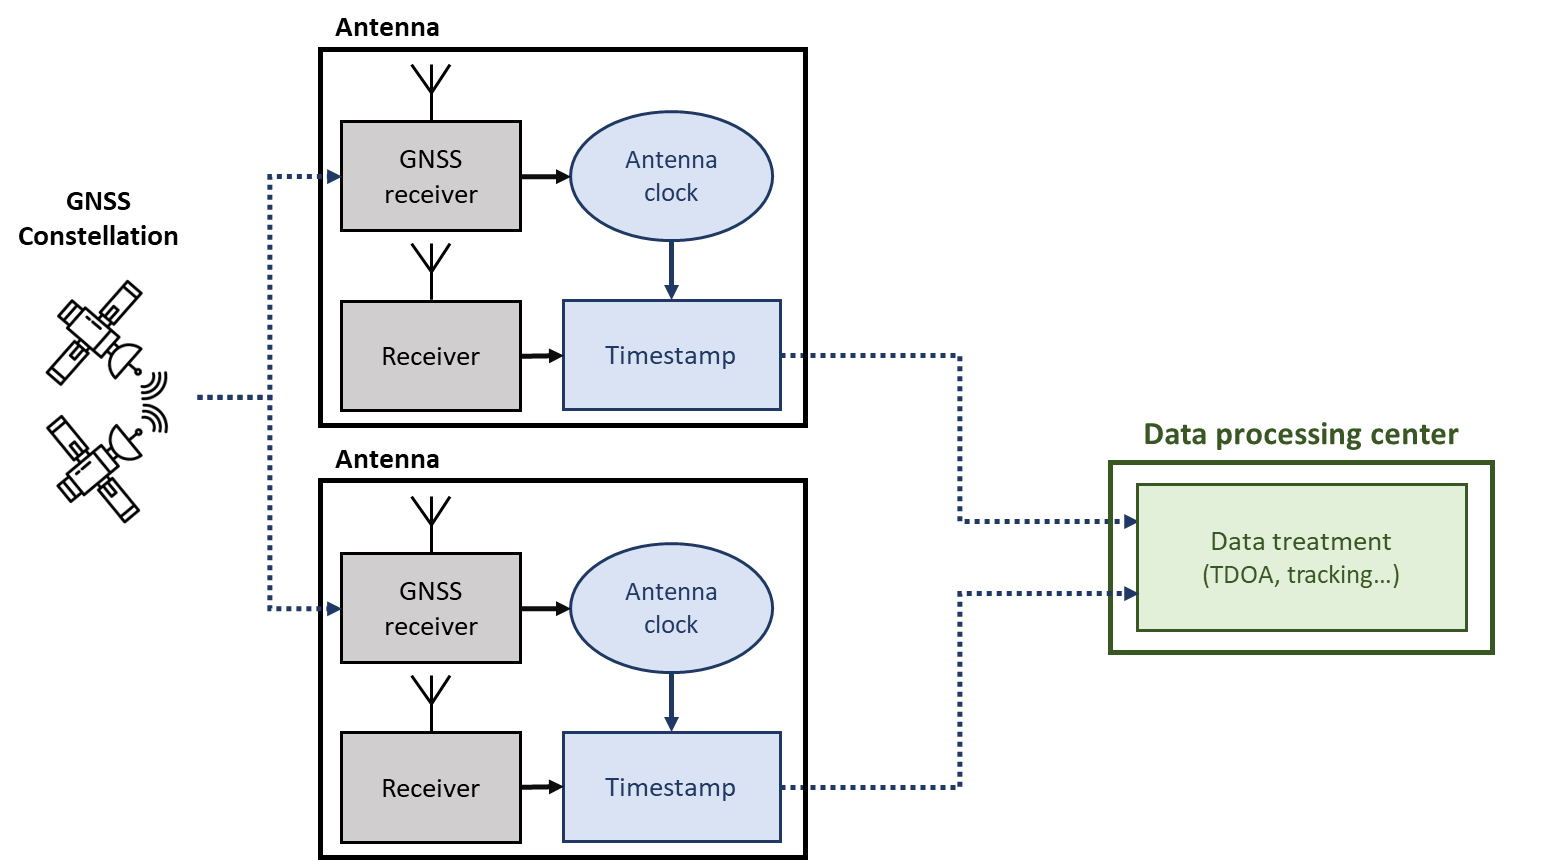 Antenna
GNSS
receiver
Antenna
clock
Receiver
Timestamp
GNSS
Constellation
Antenna
GNSS
receiver
Antenna
clock
Receiver
Timestamp
Data processing center
Data treatment
(TDOA, tracking...)